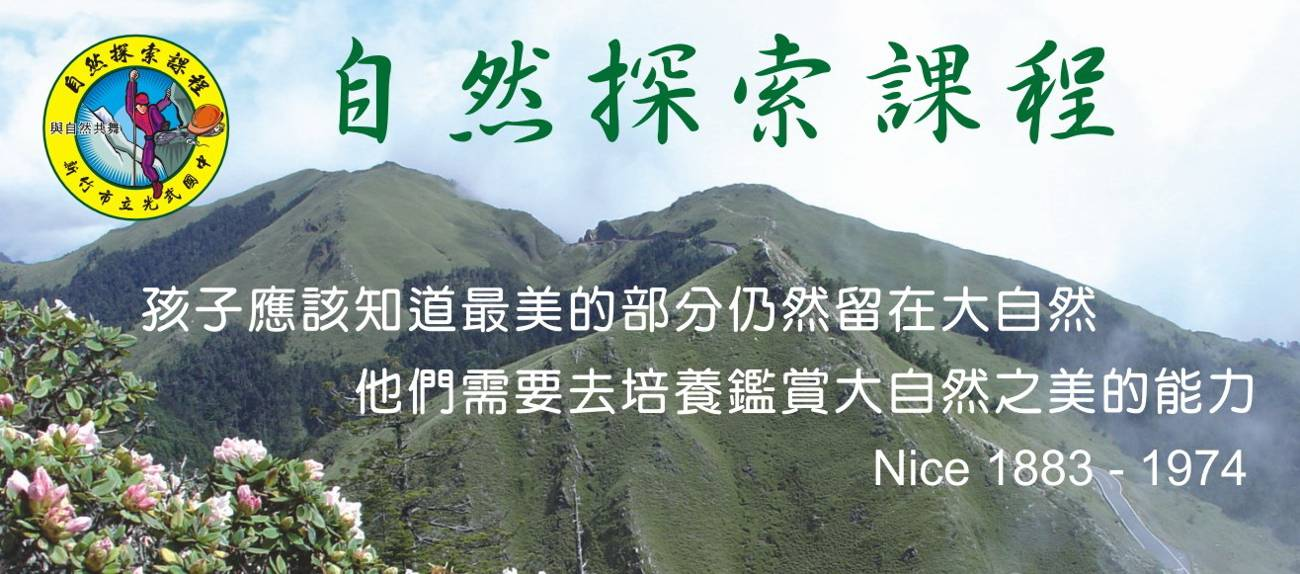 自然探索課程
自然探索課程
與自然共舞
新竹市立光武國中
孩子應該知道最美的部分仍然留在大自然
他們需要去培養鑑賞大自然之美的能力
Nice 1883 - 1974